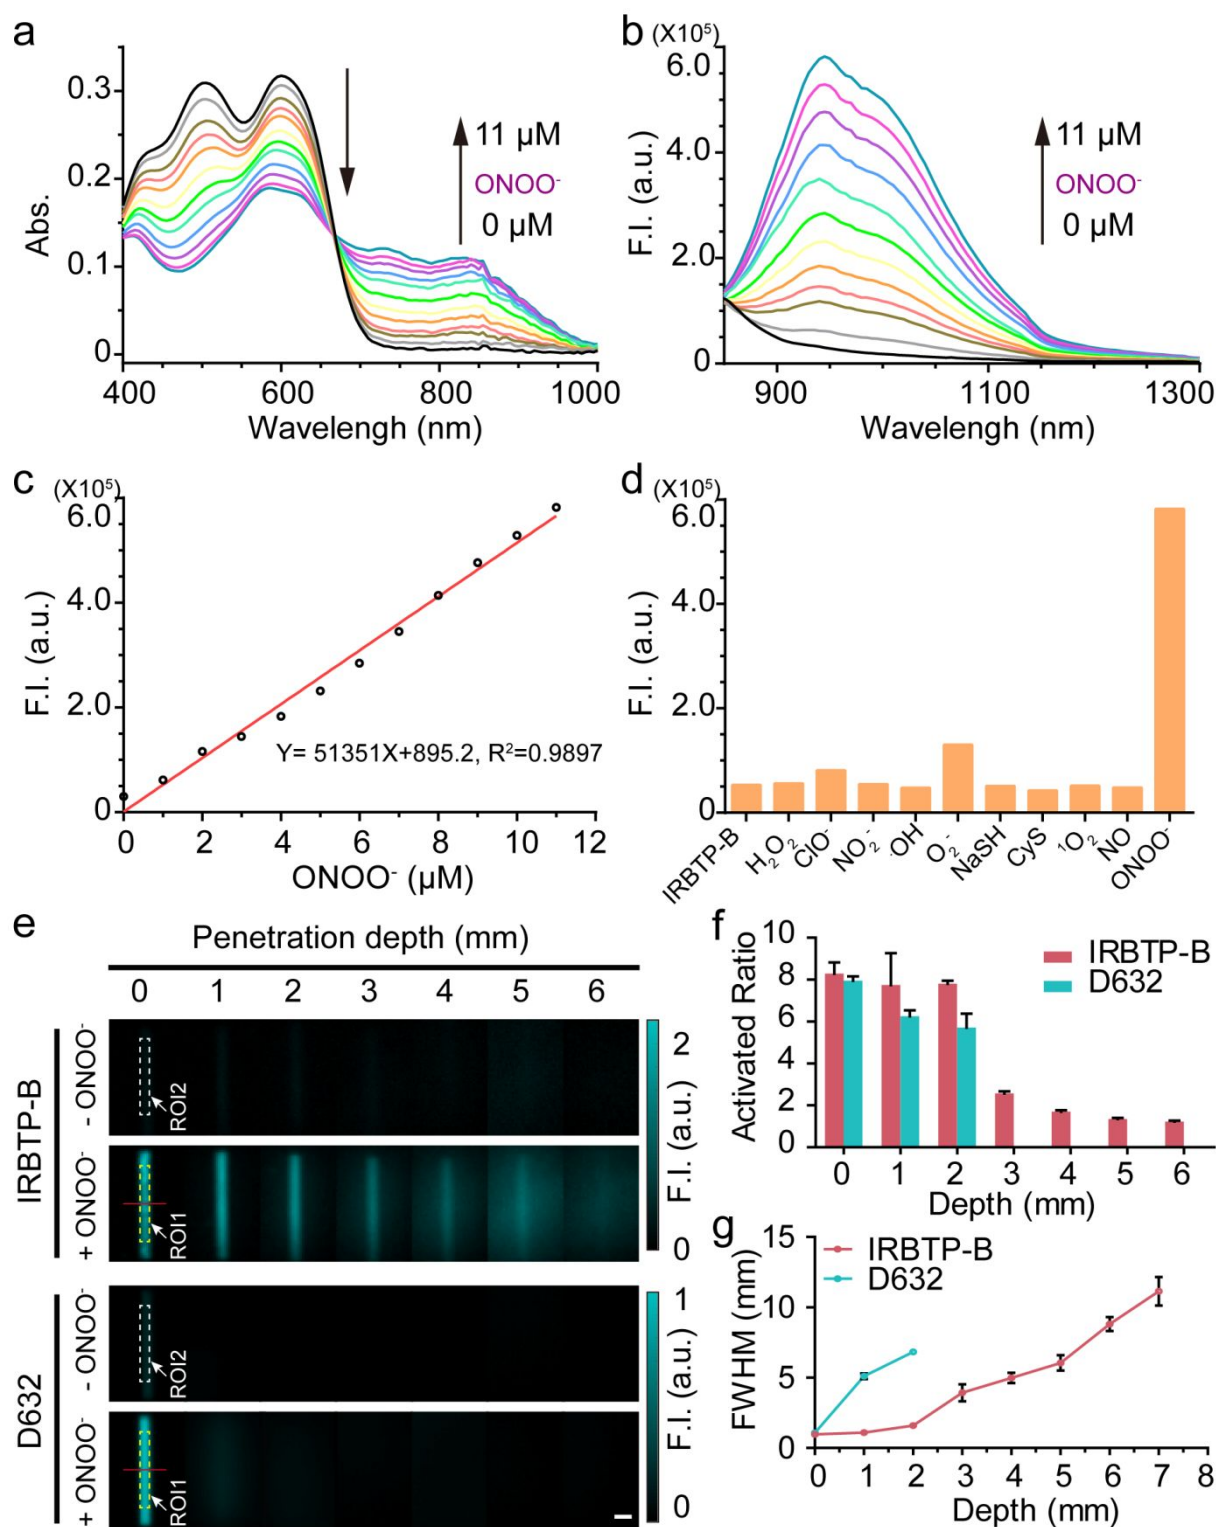 a
Abs.
0.3
0.2
0.1
0
11 μM
ONOO⁻
0 μM
400
600
800
1000
Wavelengh (nm)
b
(X10⁵)
F.I. (a.u.)
6.0
4.0
2.0
0
11 μM
ONOO⁻
0 μM
900
1100
1300
Wavelengh (nm)
c
(X10⁵)
F.I. (a.u.)
6.0
4.0
2.0
0
Y= 51351X+895.2, R²=0.9897
0
2
4
6
8
10
12
ONOO⁻ (μM)
d
(X10⁵)
F.I. (a.u.)
6.0
4.0
2.0
0
IRBTP-B
H₂O₂
ClO⁻
NO₂⁻
·OH
O₂⁻
NaSH
CyS
¹O₂
NO
ONOO⁻
e
Penetration depth (mm)
0
1
2
3
4
5
6
IRBTP-B
- ONOO⁻
ROI2
+ ONOO⁻
ROI1
2
F.I. (a.u.)
0
D632
- ONOO⁻
ROI2
+ ONOO⁻
ROI1
1
F.I. (a.u.)
0
f
Activated Ratio
10
8
6
4
2
0
IRBTP-B
D632
0
1
2
3
4
5
6
Depth (mm)
g
FWHM (mm)
15
10
5
0
IRBTP-B
D632
0
1
2
3
4
5
6
7
8
Depth (mm)